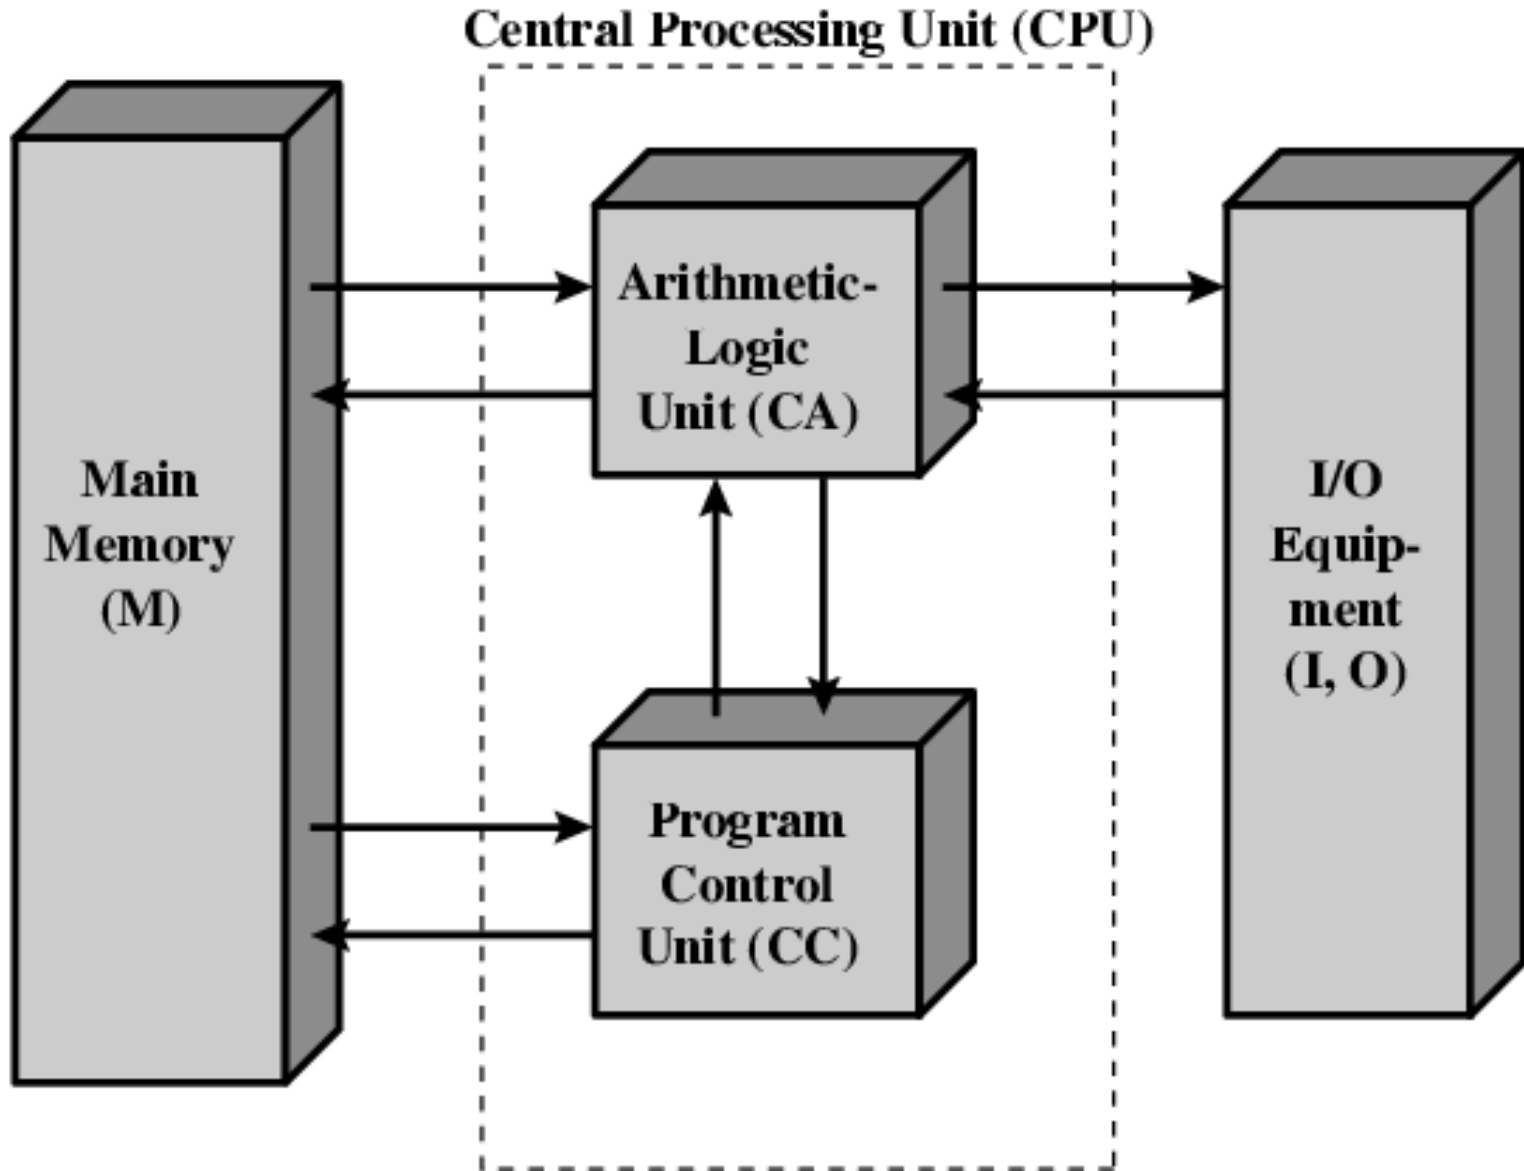 Central Processing Unit (CPU)
Main
Memory
(M)
Arithmetic-
Logic
Unit (CA)
Program
Control
Unit (CC)
I/O
Equip-
ment
(I, O)